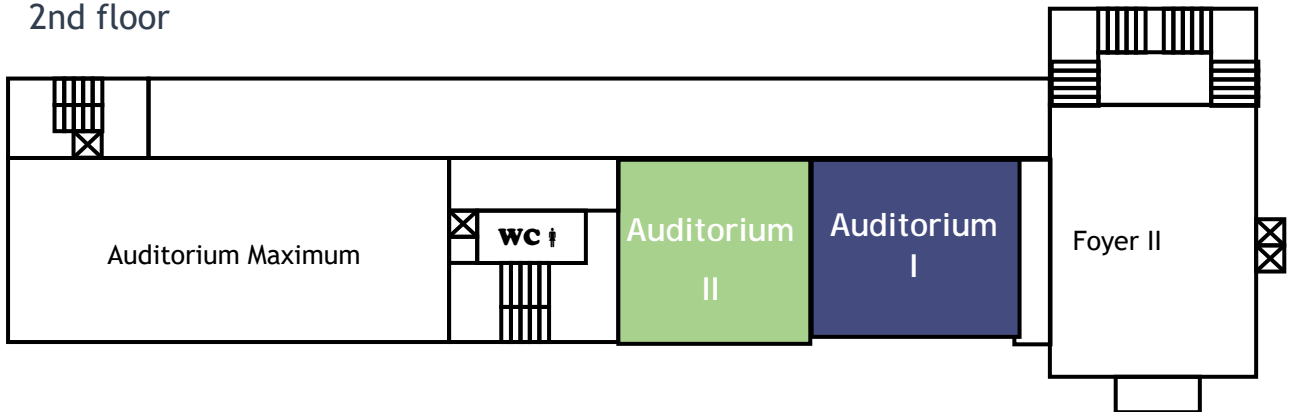 2nd floor
Auditorium Maximum
WC
Auditorium
II
Auditorium
I
Foyer II